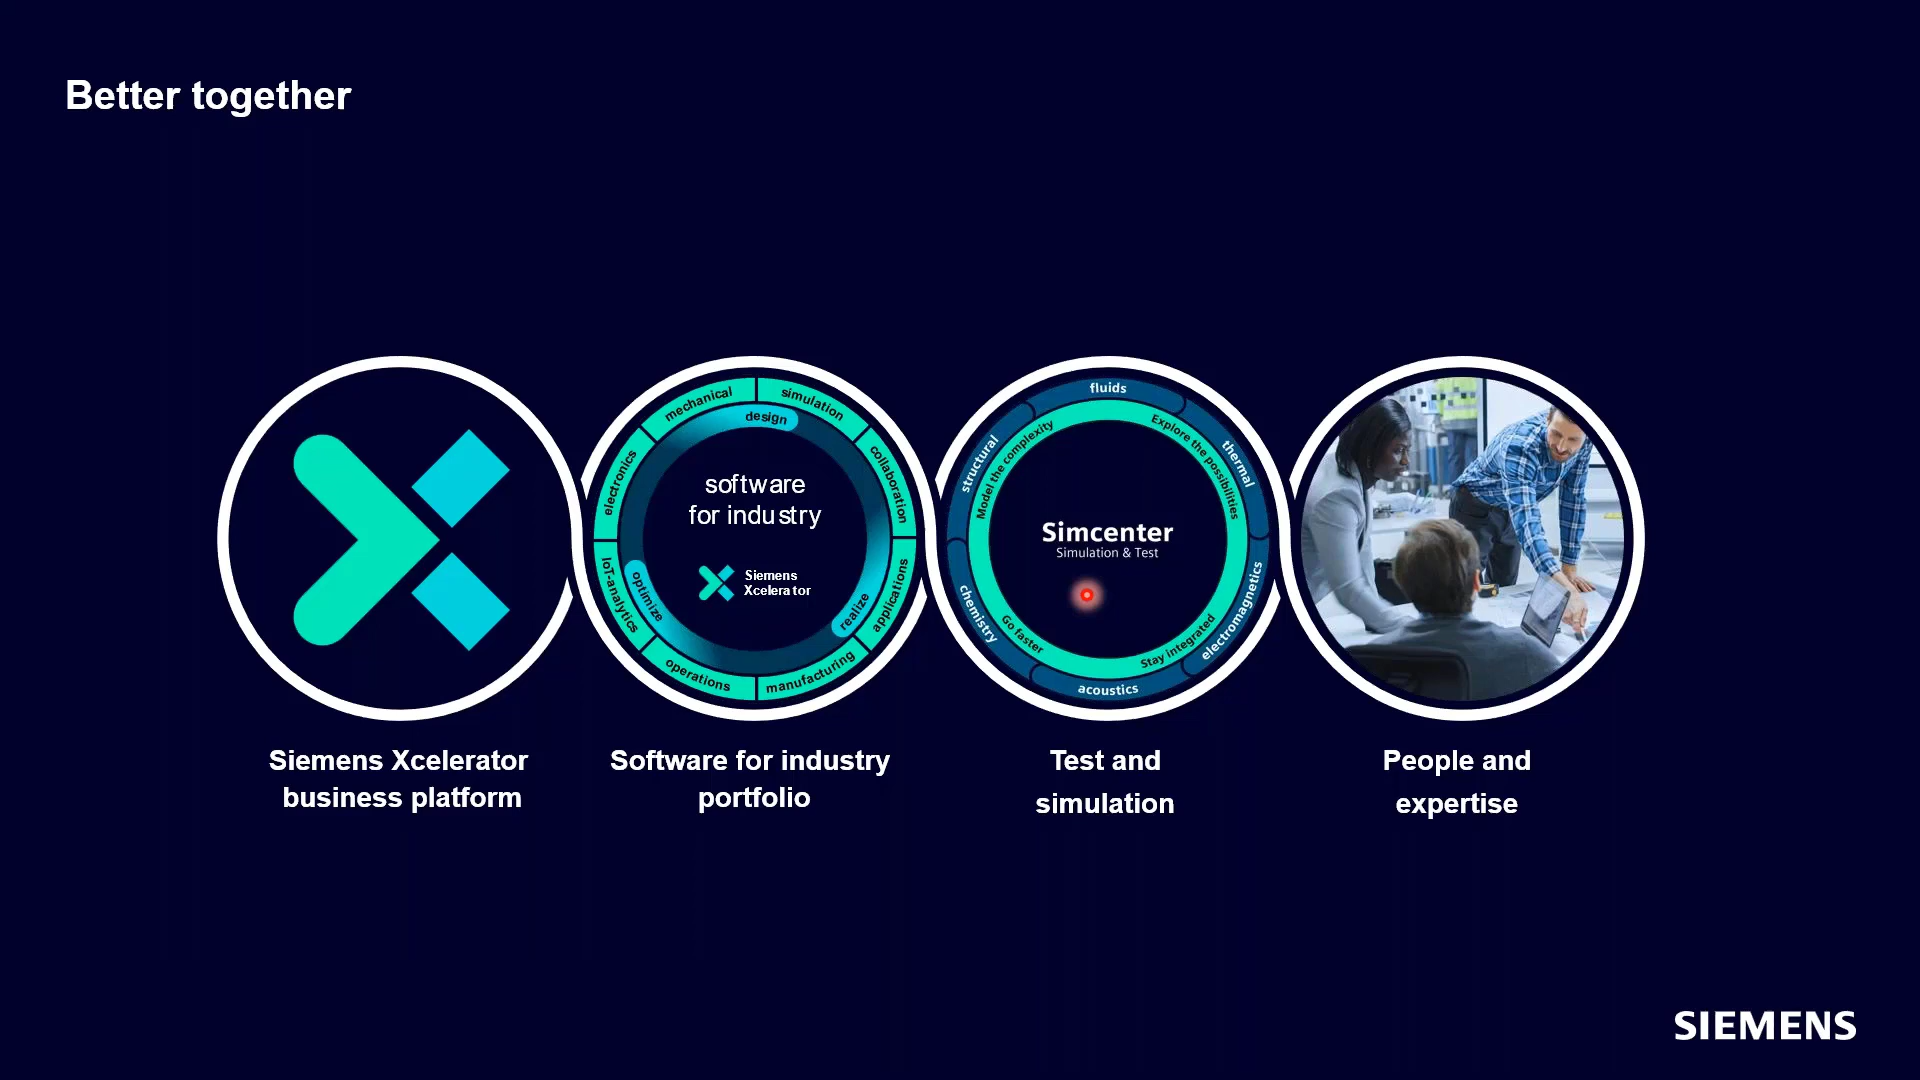 Better together
mechanical
simulation
collaboration
applications
manufacturing
operations
IoT-analytics
electronics
design
realize
optimize
software
for industry
Siemens
Xcelerator
fluids
thermal
electromagnetics
acoustics
chemistry
structural
Model the complexity
Explore the possibilities
Stay integrated
Go faster
Simcenter
Simulation & Test
Siemens Xcelerator
business platform
Software for industry
portfolio
Test and
simulation
People and
expertise
SIEMENS